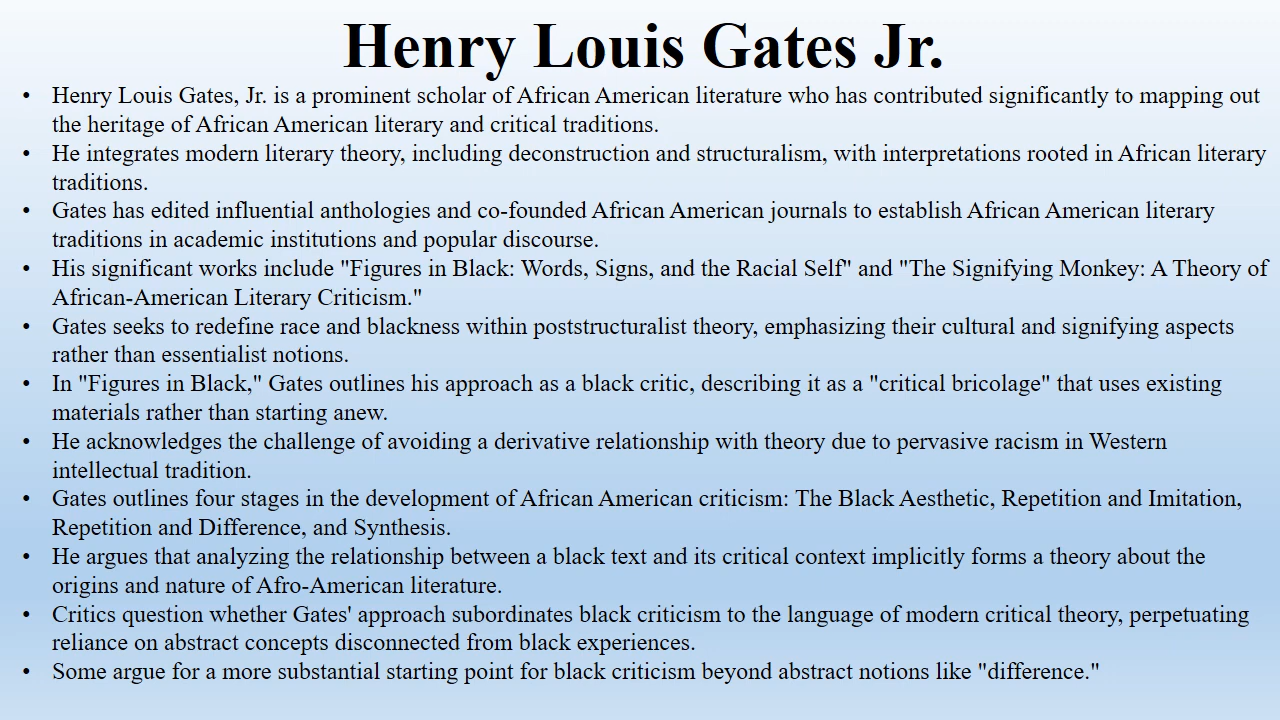 Henry Louis Gates Jr.
• Henry Louis Gates, Jr. is a prominent scholar of African American literature who has contributed significantly to mapping out
the heritage of African American literary and critical traditions.
• He integrates modern literary theory, including deconstruction and structuralism, with interpretations rooted in African literary
traditions.
• Gates has edited influential anthologies and co-founded African American journals to establish African American literary
traditions in academic institutions and popular discourse.
• His significant works include "Figures in Black: Words, Signs, and the Racial Self" and "The Signifying Monkey: A Theory of
African-American Literary Criticism."
• Gates seeks to redefine race and blackness within poststructuralist theory, emphasizing their cultural and signifying aspects
rather than essentialist notions.
• In "Figures in Black," Gates outlines his approach as a black critic, describing it as a "critical bricolage" that uses existing
materials rather than starting anew.
• He acknowledges the challenge of avoiding a derivative relationship with theory due to pervasive racism in Western
intellectual tradition.
• Gates outlines four stages in the development of African American criticism: The Black Aesthetic, Repetition and Imitation,
Repetition and Difference, and Synthesis.
• He argues that analyzing the relationship between a black text and its critical context implicitly forms a theory about the
origins and nature of Afro-American literature.
• Critics question whether Gates' approach subordinates black criticism to the language of modern critical theory, perpetuating
reliance on abstract concepts disconnected from black experiences.
• Some argue for a more substantial starting point for black criticism beyond abstract notions like "difference."